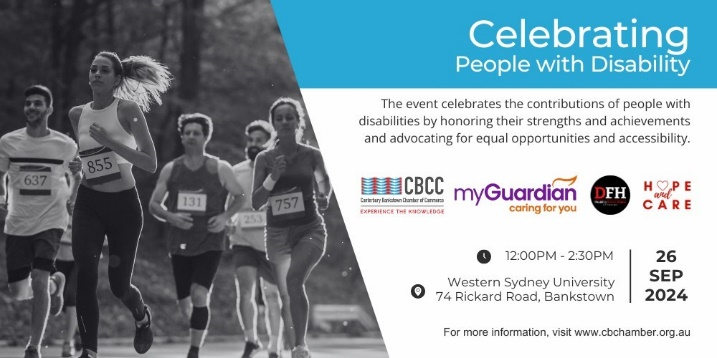 Celebrating
People with Disability
The event celebrates the contributions of people with
disabilities by honoring their strengths and achievements
and advocating for equal opportunities and accessibility.
CBCC
Canterbury Bankstown Chamber of Commerce
EXPERIENCE THE KNOWLEDGE
myGuardian
caring for you
DFH
HOPE
and
CARE
12:00PM - 2:30PM
Western Sydney University
74 Rickard Road, Bankstown
26
SEP
2024
For more information, visit www.cbchamber.org.au
637
855
131
253
757